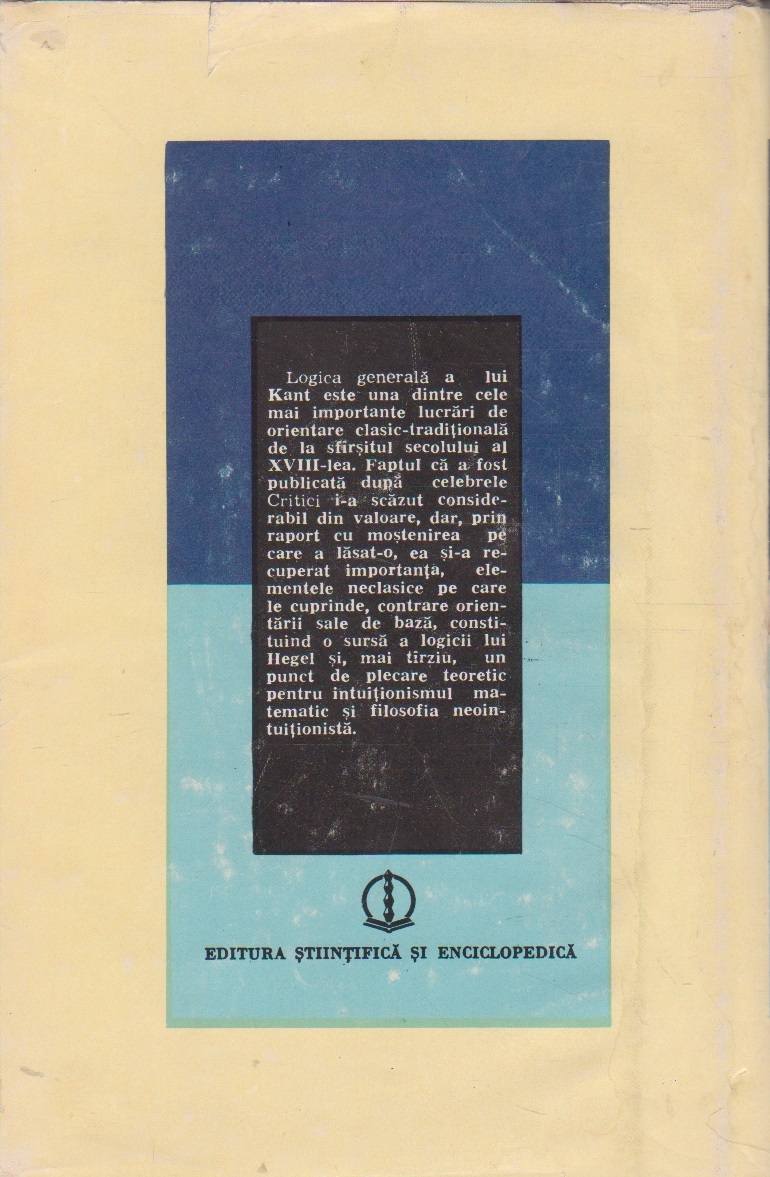 Logica generală a lui
Kant este una dintre cele
mai importante lucrări de
orientare clasic-tradițională
de la sfîrșitul secolului al
XVIII-lea. Faptul că a fost
publicată după celebrele
Critici i-a scăzut conside-
rabil din valoare, dar, prin
raport cu moștenirea pe
care a lăsat-o, ea și-a re-
cuperat importanța, ele-
mentele neclasice pe care
le cuprinde, contrare orien-
tării sale de bază, consti-
tuind o sursă a logicii lui
Hegel și, mai tîrziu, un
punct de plecare teoretic
pentru intuiționismul ma-
tematic și filosofia neoin-
tuiționistă.
EDITURA ȘTIINȚIFICĂ ȘI ENCICLOPEDICĂ